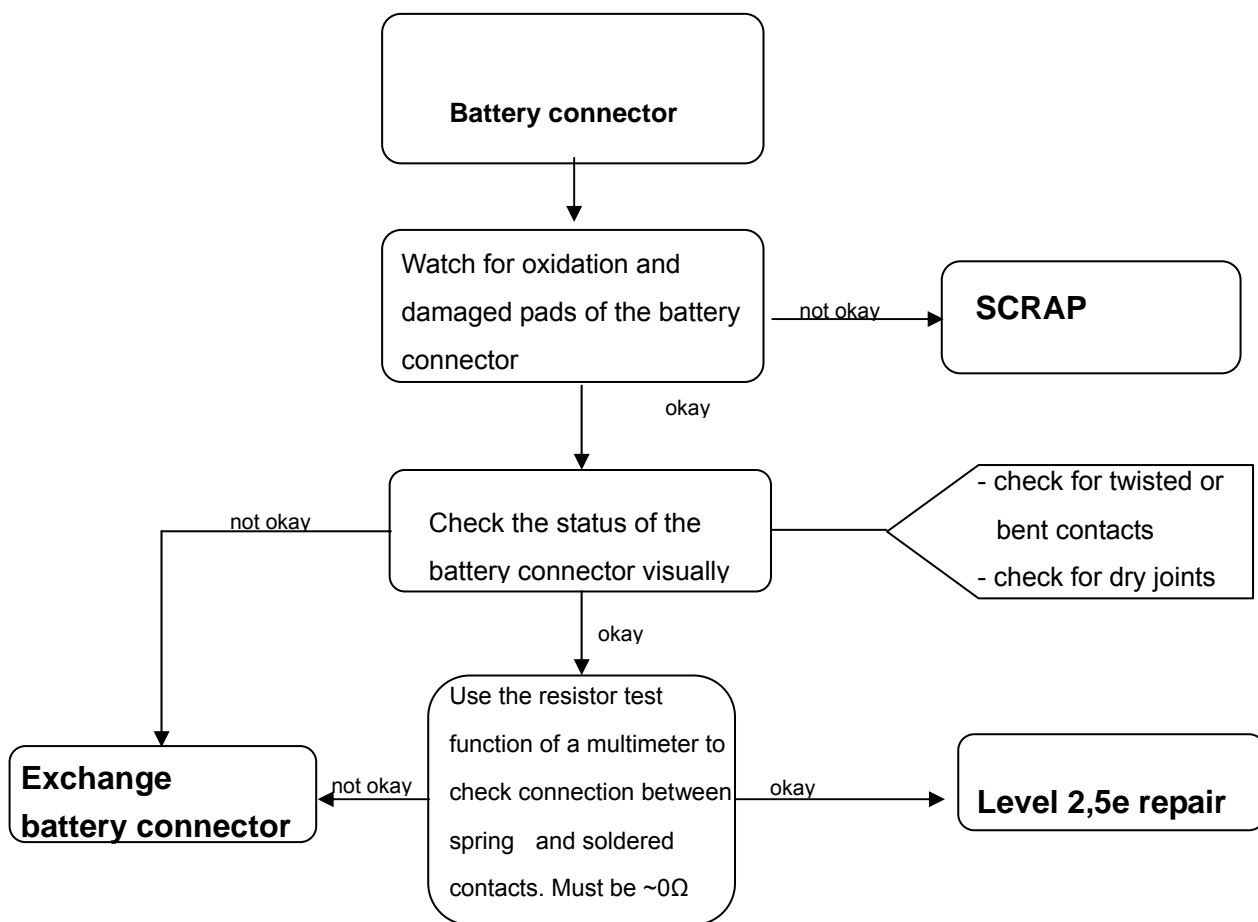 Battery connector
Watch for oxidation and
damaged pads of the battery
connector
not okay
SCRAP
okay
Check the status of the
battery connector visually
not okay
- check for twisted or
bent contacts
- check for dry joints
okay
Use the resistor test
function of a multimeter to
check connection between
spring and soldered
contacts. Must be ~0Ω
not okay
Exchange
battery connector
okay
Level 2,5e repair